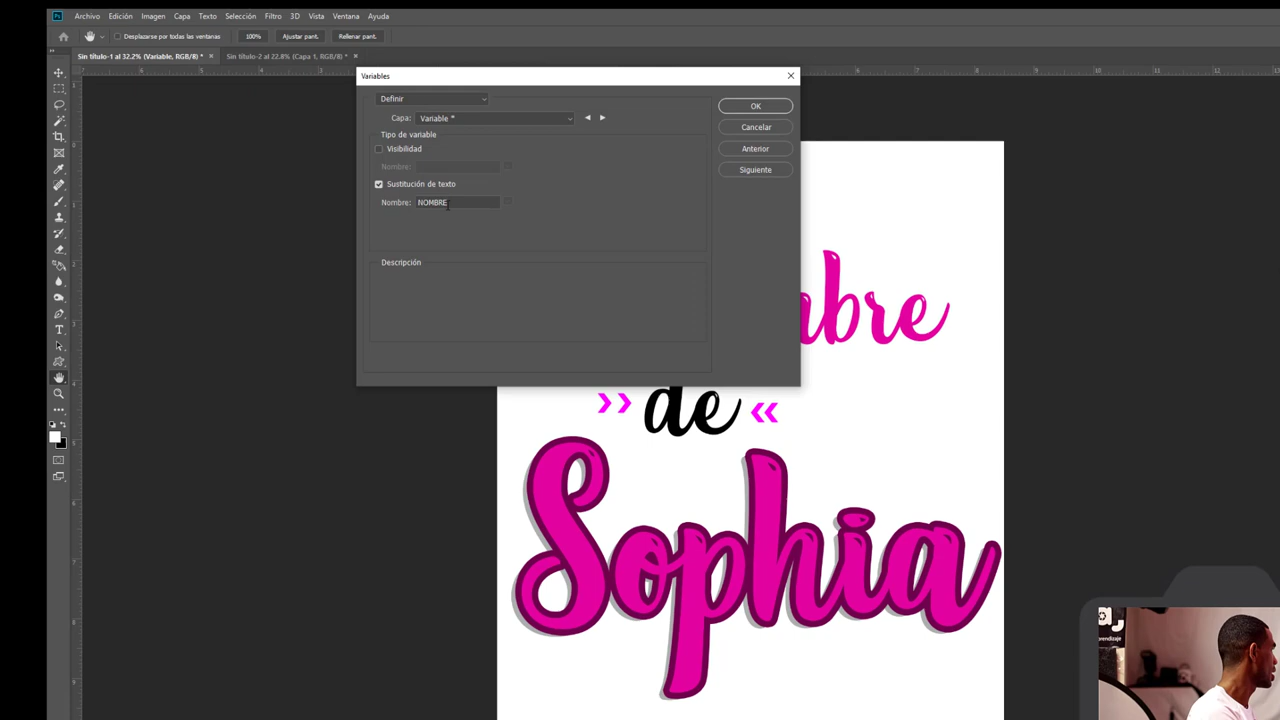 Ps Archivo Edición Imagen Capa Texto Selección Filtro 3D Vista Ventana Ayuda
Desplazarse por todas las ventanas 100% Ajustar pant. Rellenar pant.
Sin título-1 al 32.2% (Variable, RGB/8) * × Sin título-2 al 22.8% (Capa 1, RGB/8) * ×
Variables
Definir
Capa: Variable *
Tipo de variable
Visibilidad
Nombre:
Sustitución de texto
Nombre: NOMBRE
Descripción
OK
Cancelar
Anterior
Siguiente
bre
>> de <<
Sophia